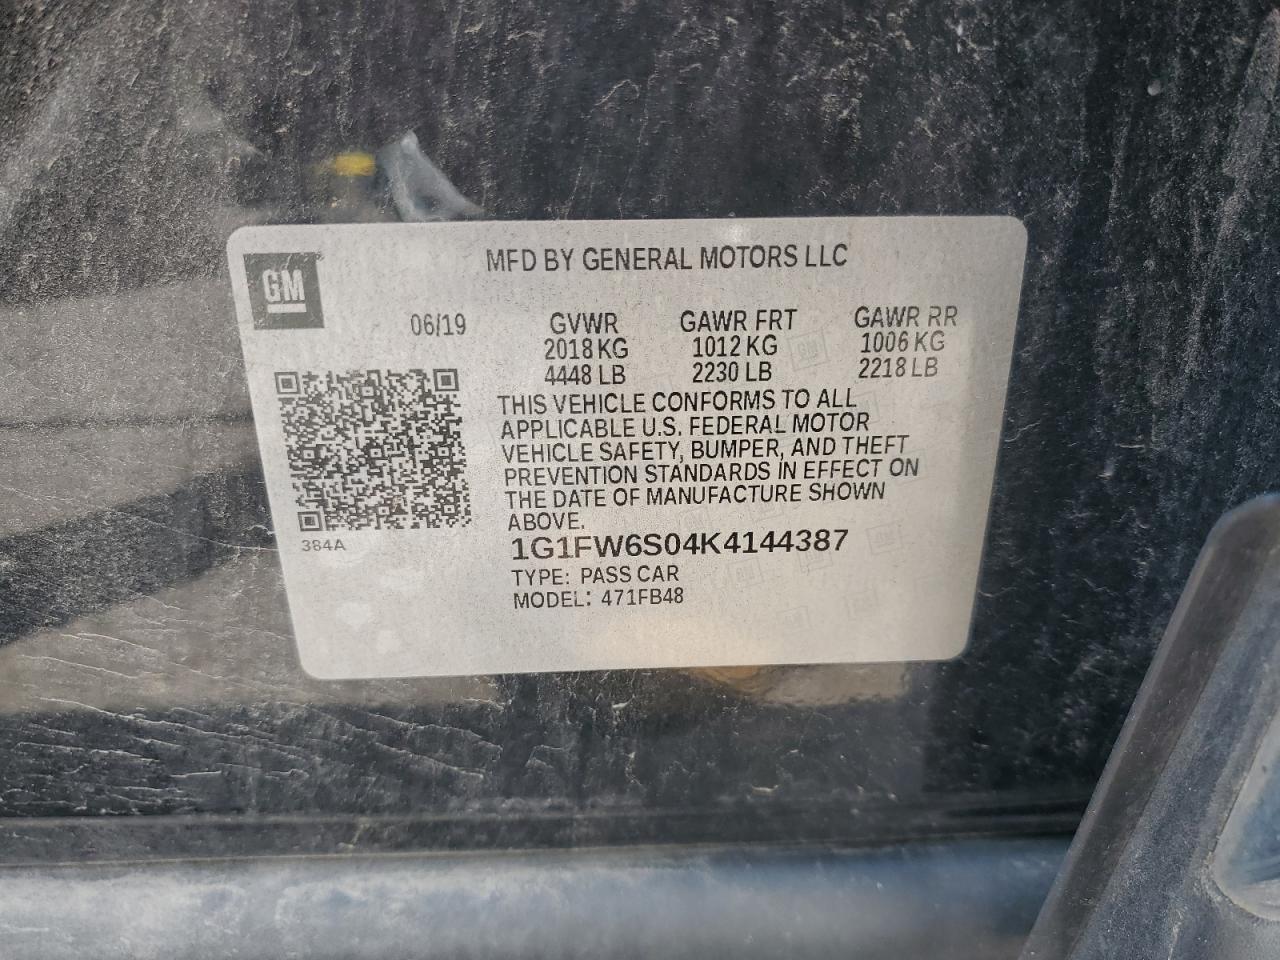 MFD BY GENERAL MOTORS LLC
GM
06/19 GVWR GAWR FRT GAWR RR
2018 KG 1012 KG 1006 KG
4448 LB 2230 LB 2218 LB
THIS VEHICLE CONFORMS TO ALL
APPLICABLE U.S. FEDERAL MOTOR
VEHICLE SAFETY, BUMPER, AND THEFT
PREVENTION STANDARDS IN EFFECT ON
THE DATE OF MANUFACTURE SHOWN
ABOVE.
384A
1G1FW6S04K4144387
TYPE: PASS CAR
MODEL: 471FB48